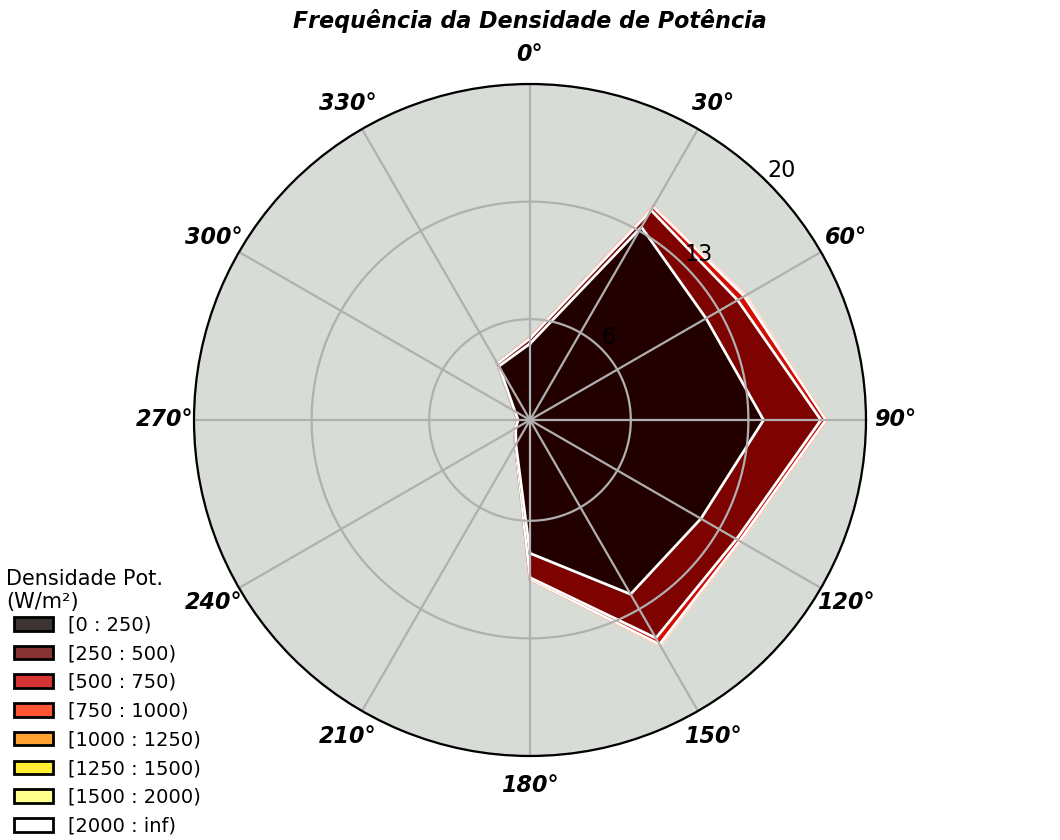 Frequência da Densidade de Potência
0°
330°
30°
20
300°
60°
13
6
270°
90°
240°
120°
210°
150°
180°
Densidade Pot.
(W/m²)
[0 : 250)
[250 : 500)
[500 : 750)
[750 : 1000)
[1000 : 1250)
[1250 : 1500)
[1500 : 2000)
[2000 : inf)